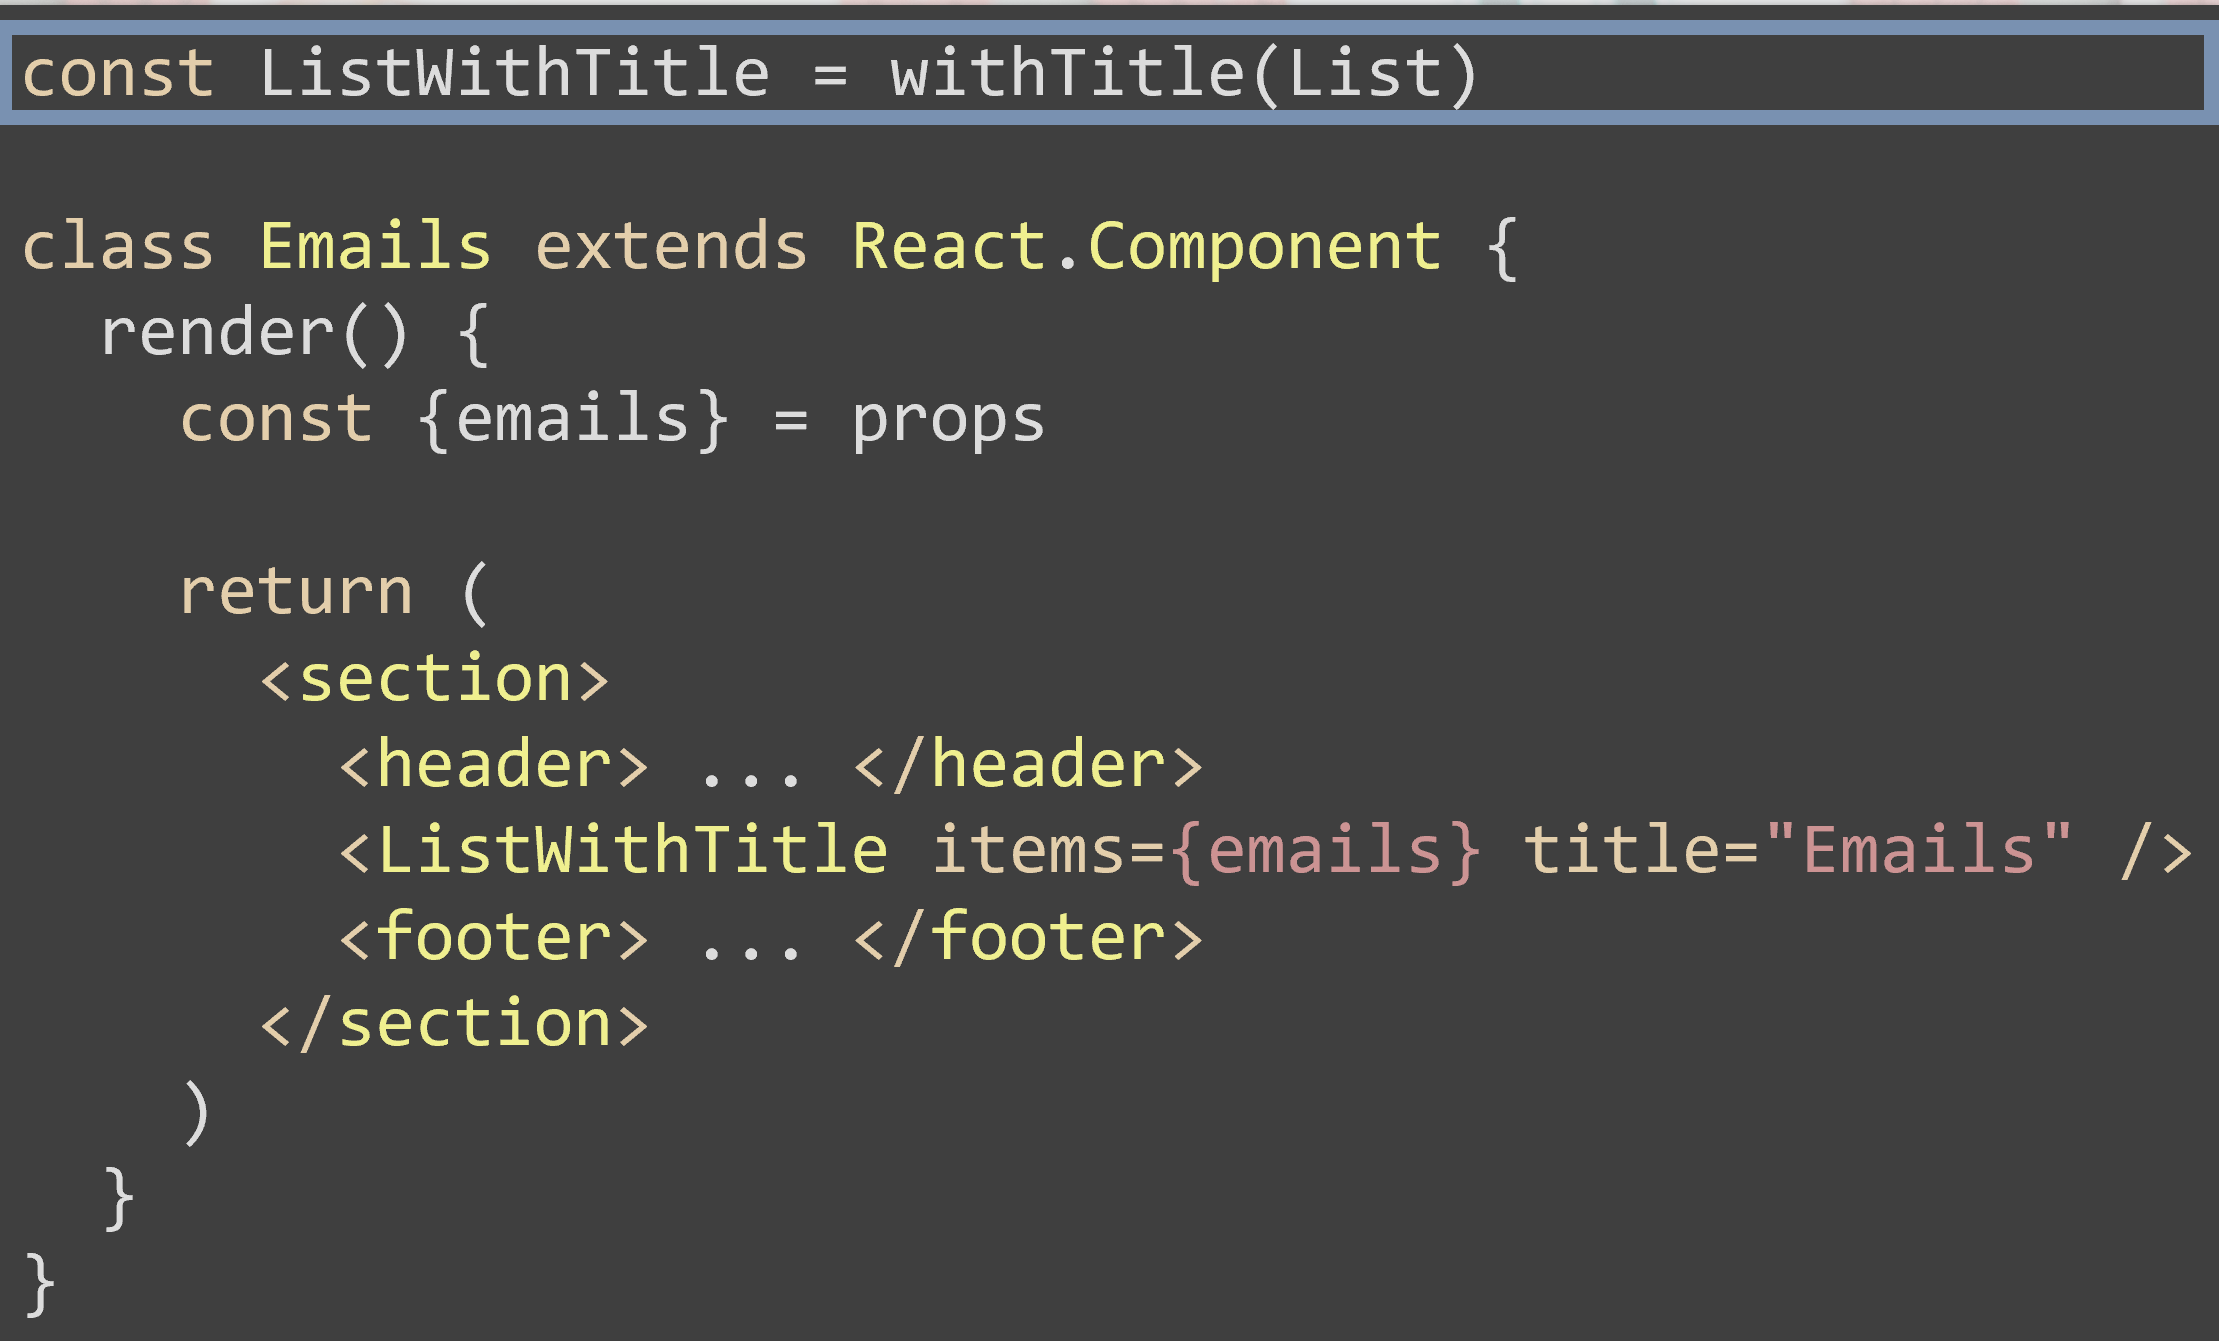 const ListWithTitle = withTitle(List)
class Emails extends React.Component {
  render() {
    const {emails} = props
    return (
      <section>
        <header> ... </header>
        <ListWithTitle items={emails} title="Emails" />
        <footer> ... </footer>
      </section>
    )
  }
}